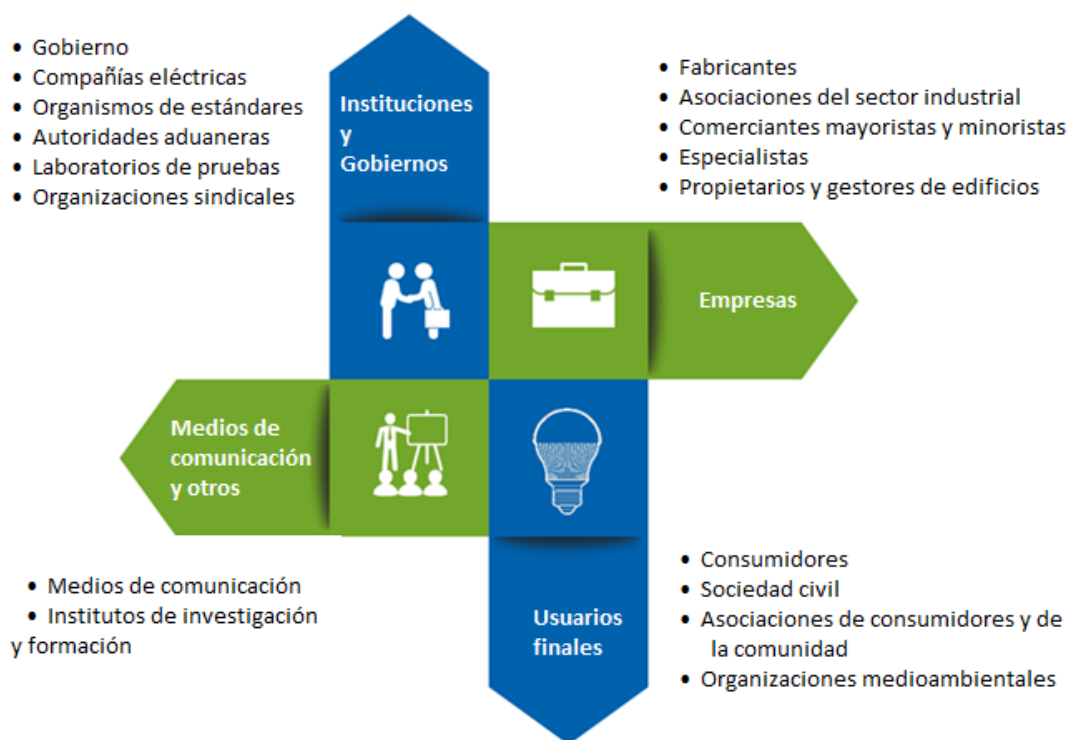 • Gobierno
• Compañías eléctricas
• Organismos de estándares
• Autoridades aduaneras
• Laboratorios de pruebas
• Organizaciones sindicales
Instituciones
y
Gobiernos
• Fabricantes
• Asociaciones del sector industrial
• Comerciantes mayoristas y minoristas
• Especialistas
• Propietarios y gestores de edificios
Empresas
Medios de
comunicación
y otros
• Medios de comunicación
• Institutos de investigación
y formación
Usuarios
finales
• Consumidores
• Sociedad civil
• Asociaciones de consumidores y de
la comunidad
• Organizaciones medioambientales